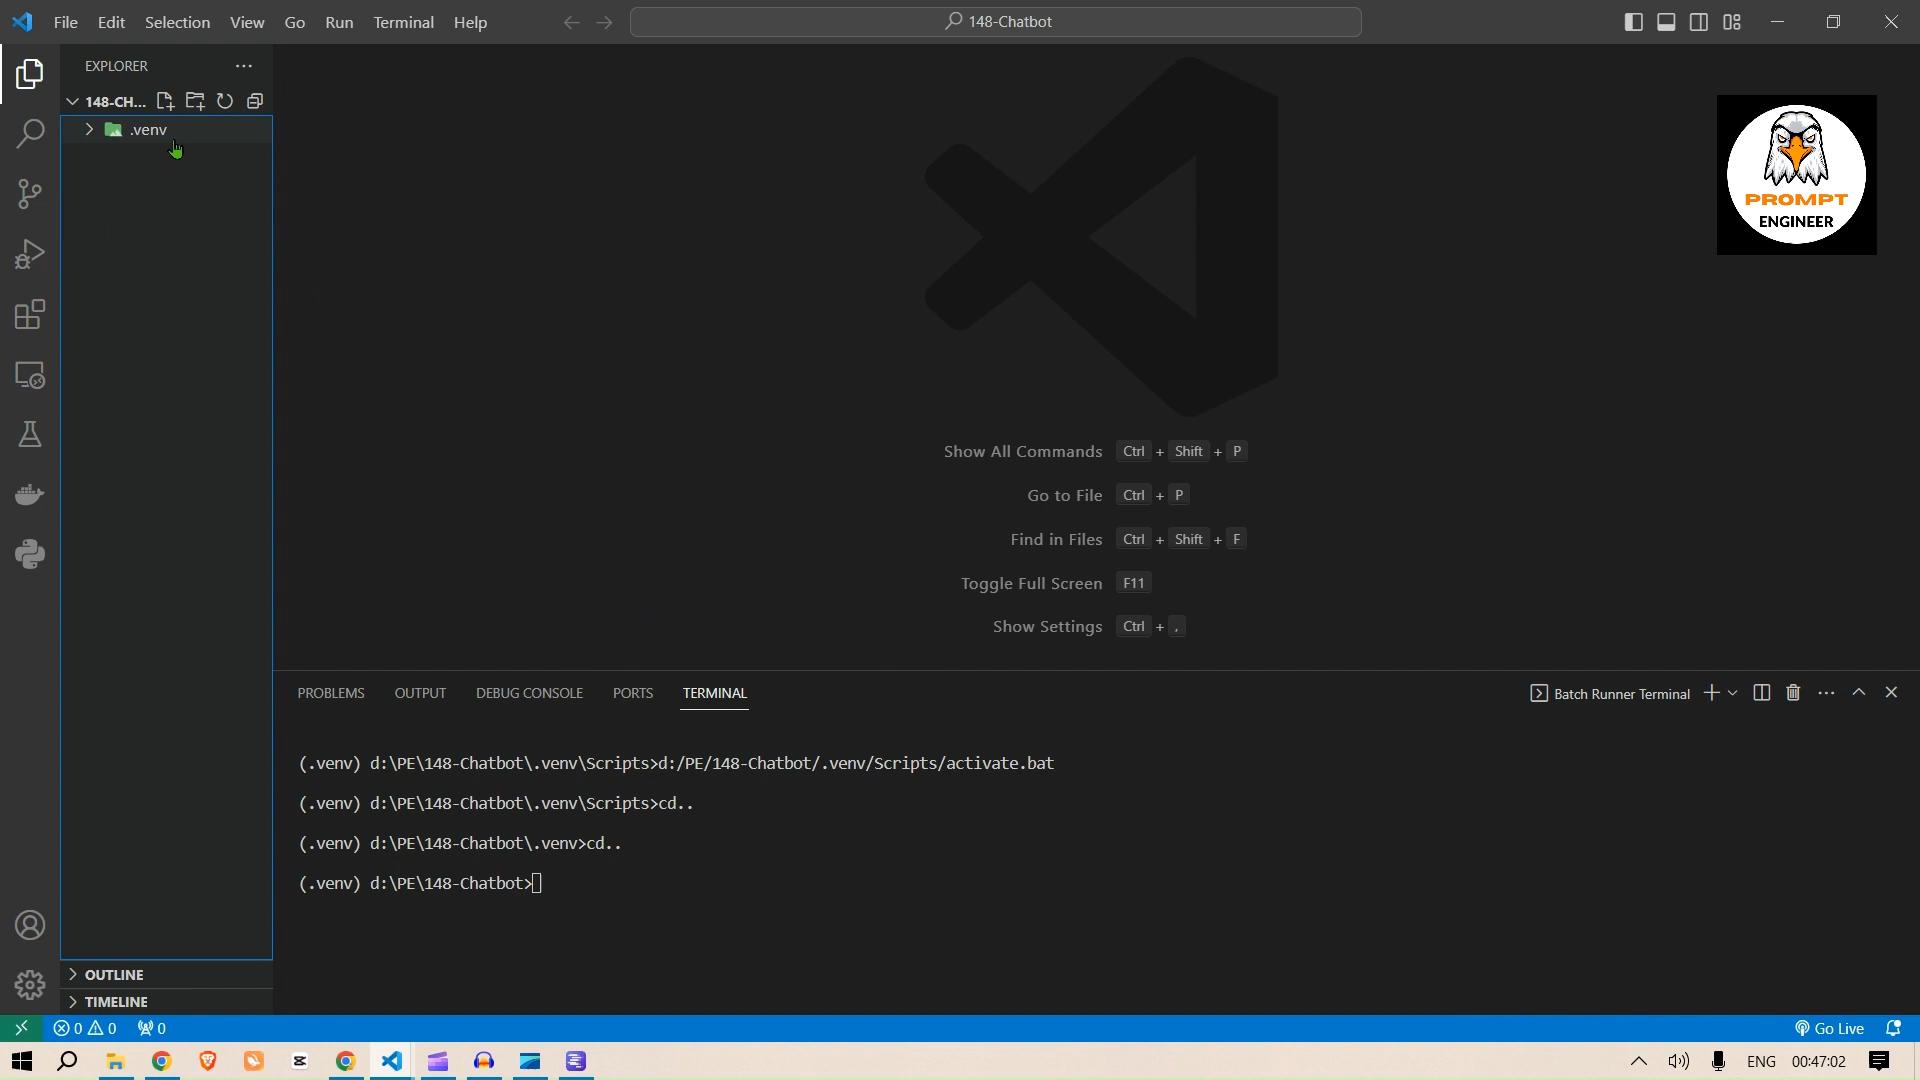 File Edit Selection View Go Run Terminal Help
148-Chatbot
EXPLORER
148-CH...
.venv
PROMPT
ENGINEER
Show All Commands Ctrl + Shift + P
Go to File Ctrl + P
Find in Files Ctrl + Shift + F
Toggle Full Screen F11
Show Settings Ctrl + ,
PROBLEMS OUTPUT DEBUG CONSOLE PORTS TERMINAL
Batch Runner Terminal
(.venv) d:\PE\148-Chatbot\.venv\Scripts>d:/PE/148-Chatbot/.venv/Scripts/activate.bat
(.venv) d:\PE\148-Chatbot\.venv\Scripts>cd..
(.venv) d:\PE\148-Chatbot\.venv>cd..
(.venv) d:\PE\148-Chatbot>
OUTLINE
TIMELINE
0 0 0
Go Live
ENG 00:47:02